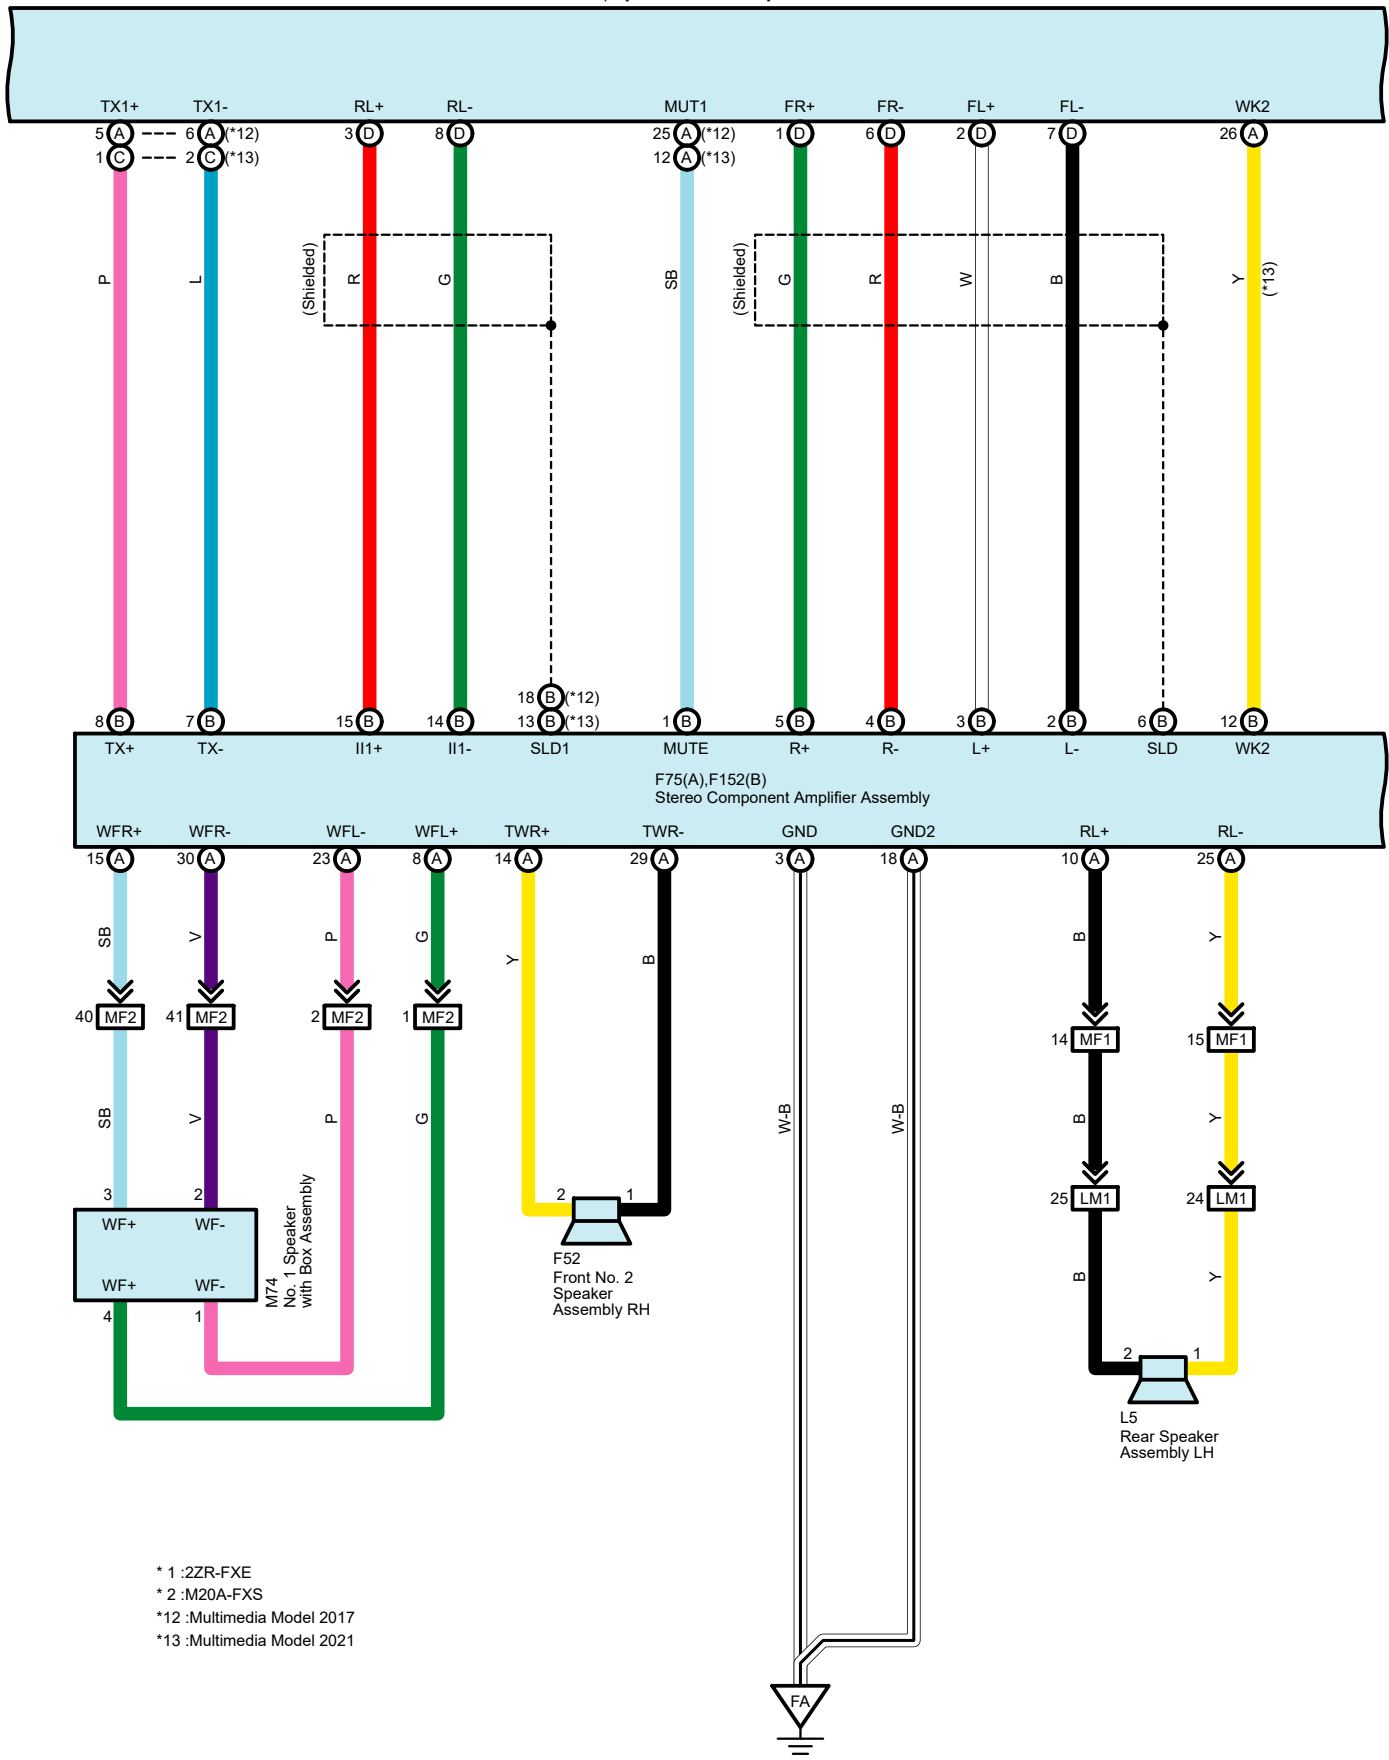 TX1+ TX1- RL+ RL- MUT1 FR+ FR- FL+ FL- WK2
5 A 6 A (*12) 3 D 8 D 25 A (*12) 1 D 6 D 2 D 7 D 26 A
1 C 2 C (*13) 12 A (*13)
(Shielded) (Shielded)
P L R G SB G R W B Y (*13)
18 B (*12)
8 B 7 B 15 B 14 B 13 B (*13) 1 B 5 B 4 B 3 B 2 B 6 B 12 B
TX+ TX- II1+ II1- SLD1 MUTE R+ R- L+ L- SLD WK2
F75(A),F152(B)
Stereo Component Amplifier Assembly
WFR+ WFR- WFL- WFL+ TWR+ TWR- GND GND2 RL+ RL-
15 A 30 A 23 A 8 A 14 A 29 A 3 A 18 A 10 A 25 A
SB V P G Y B B Y
40 MF2 41 MF2 2 MF2 1 MF2
14 MF1 15 MF1
SB V P G W-B W-B B Y
3 2 2 1 25 LM1 24 LM1
WF+ WF-
WF+ WF-
4 1
M74
No. 1 Speaker
with Box Assembly
F52
Front No. 2
Speaker
Assembly RH
B Y
2 1
L5
Rear Speaker
Assembly LH
* 1 :2ZR-FXE
* 2 :M20A-FXS
*12 :Multimedia Model 2017
*13 :Multimedia Model 2021
FA